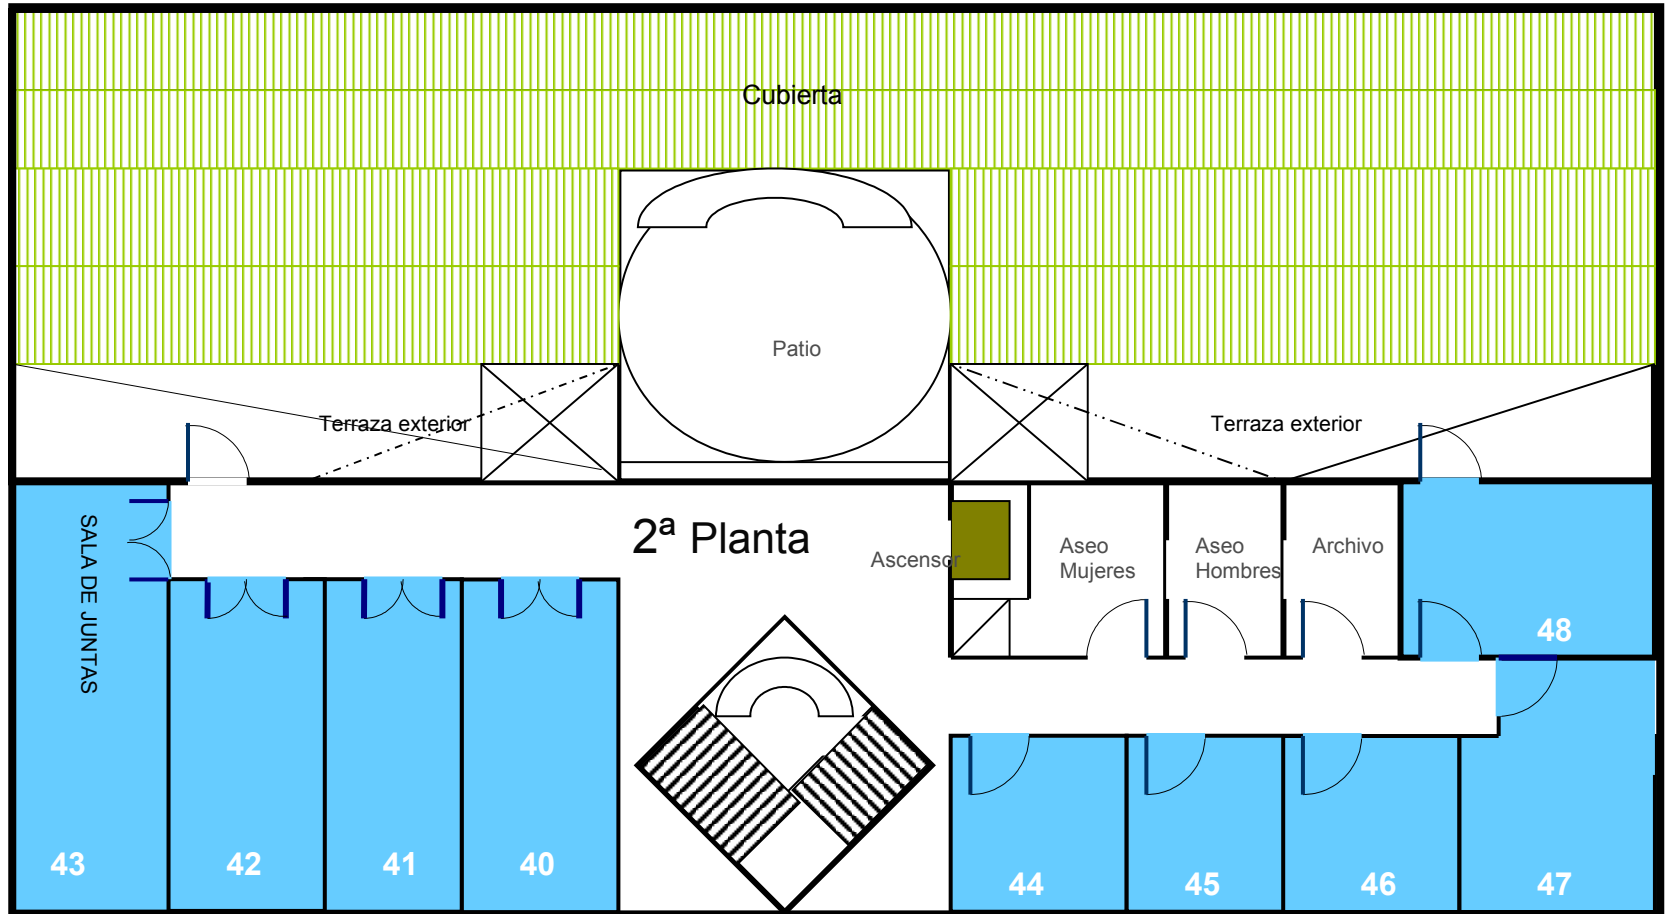 Cubierta
Patio
Terraza exterior
Terraza exterior
SALA DE JUNTAS
2ª Planta
Ascensor
Aseo
Mujeres
Aseo
Hombres
Archivo
48
43
42
41
40
44
45
46
47